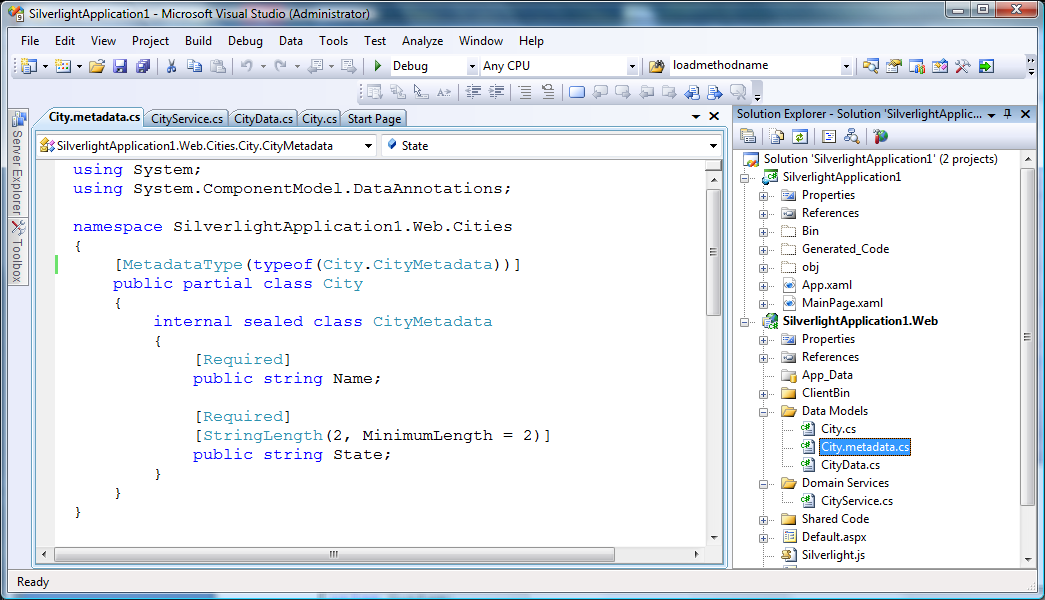 SilverlightApplication1 - Microsoft Visual Studio (Administrator)
File Edit View Project Build Debug Data Tools Test Analyze Window Help
Debug Any CPU loadmethodname
City.metadata.cs CityService.cs CityData.cs City.cs Start Page
SilverlightApplication1.Web.Cities.City.CityMetadata State
Server Explorer
Toolbox
using System;
using System.ComponentModel.DataAnnotations;
namespace SilverlightApplication1.Web.Cities
{
[MetadataType(typeof(City.CityMetadata))]
public partial class City
{
internal sealed class CityMetadata
{
[Required]
public string Name;
[Required]
[StringLength(2, MinimumLength = 2)]
public string State;
}
}
}
Solution Explorer - Solution 'SilverlightApplic...
Solution 'SilverlightApplication1' (2 projects)
SilverlightApplication1
Properties
References
Bin
Generated_Code
obj
App.xaml
MainPage.xaml
SilverlightApplication1.Web
Properties
References
App_Data
ClientBin
Data Models
City.cs
City.metadata.cs
CityData.cs
Domain Services
CityService.cs
Shared Code
Default.aspx
Silverlight.js
Ready